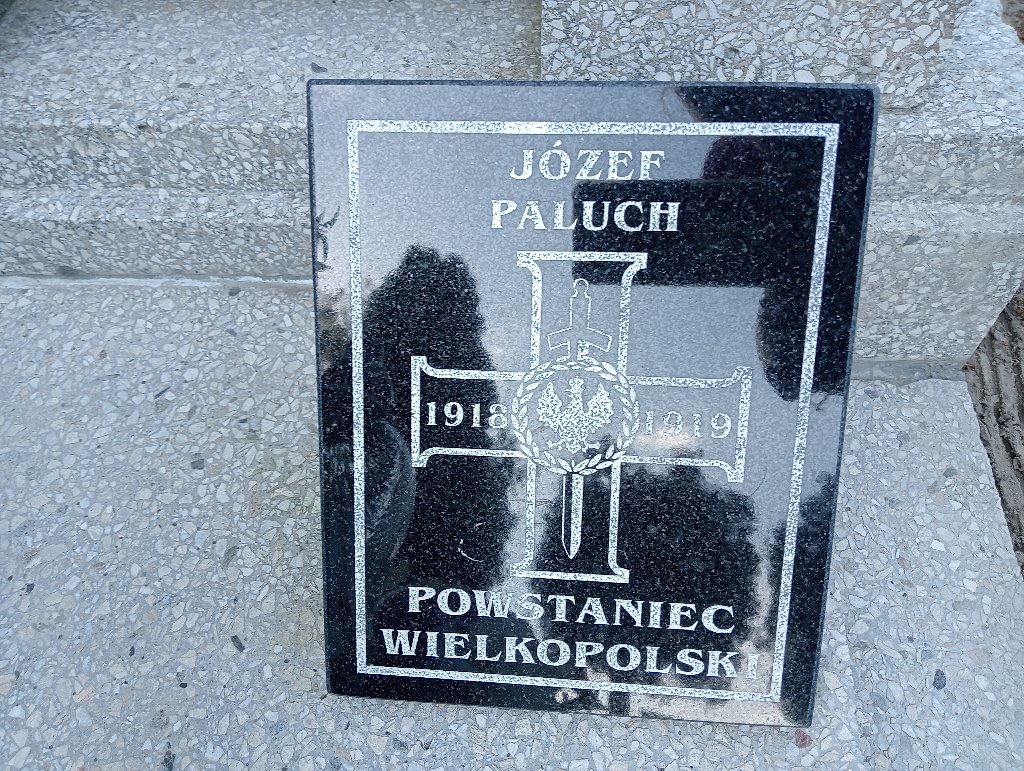 JÓZEF
PALUCH
1918 1919
POWSTANIEC
WIELKOPOLSKI